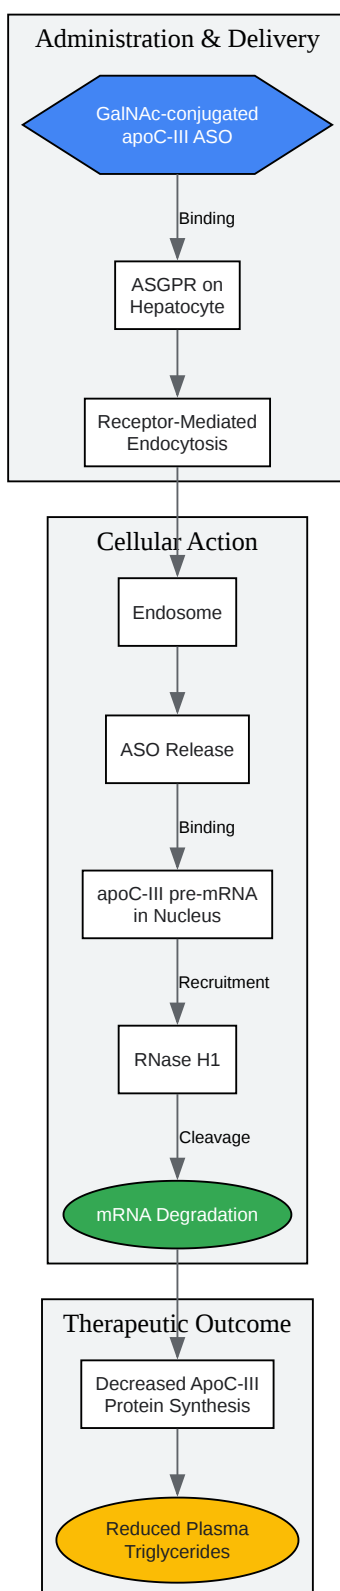 Administration & Delivery
GalNAc-conjugated
apoC-III ASO
Binding
ASGPR on
Hepatocyte
Receptor-Mediated
Endocytosis
Cellular Action
Endosome
ASO Release
Binding
apoC-III pre-mRNA
in Nucleus
Recruitment
RNase H1
Cleavage
mRNA Degradation
Therapeutic Outcome
Decreased ApoC-III
Protein Synthesis
Reduced Plasma
Triglycerides